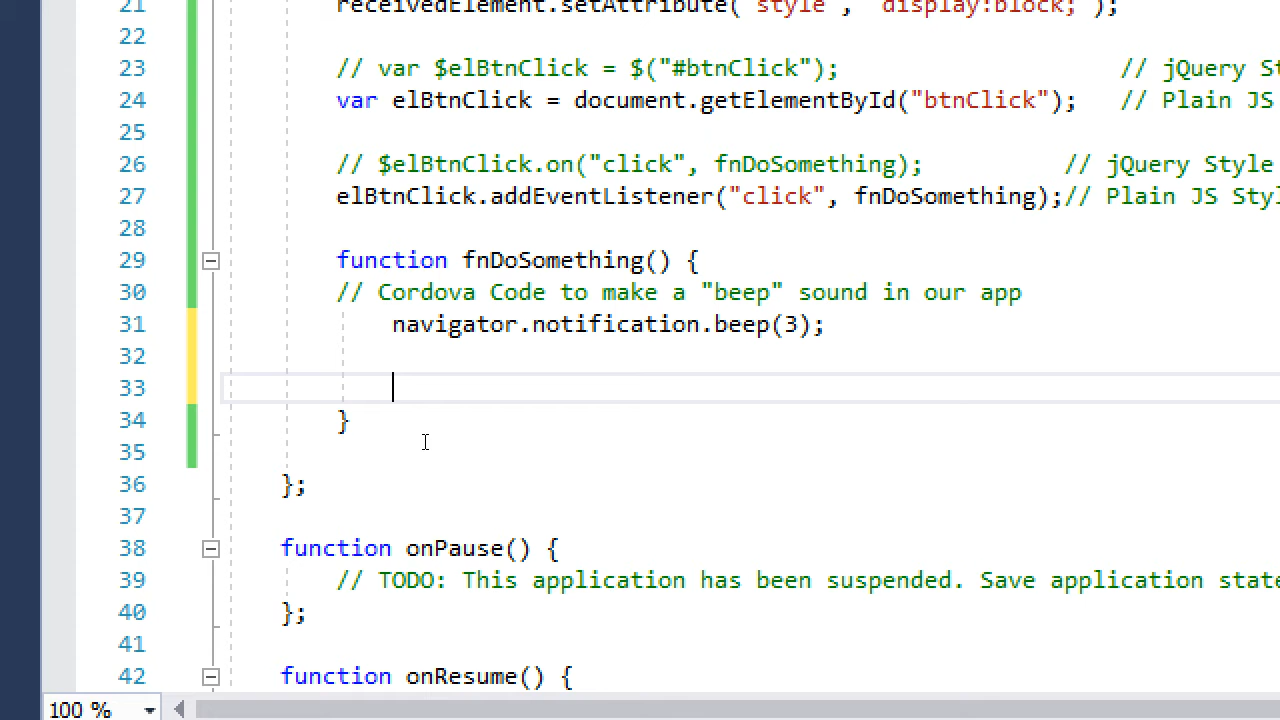 21 receivedElement.setAttribute('style', 'display:block;');
22
23 // var $elBtnClick = $("#btnClick"); // jQuery St
24 var elBtnClick = document.getElementById("btnClick"); // Plain JS
25
26 // $elBtnClick.on("click", fnDoSomething); // jQuery Style
27 elBtnClick.addEventListener("click", fnDoSomething);// Plain JS Styl
28
29 function fnDoSomething() {
30 // Cordova Code to make a "beep" sound in our app
31 navigator.notification.beep(3);
32
33
34 }
35
36 };
37
38 function onPause() {
39 // TODO: This application has been suspended. Save application state
40 };
41
42 function onResume() {
100 %